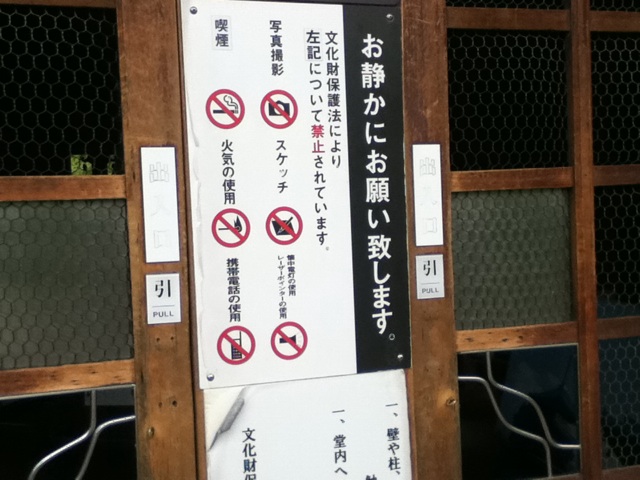 お静かにお願い致します。
文化財保護法により
左記について禁止されています。
写真撮影
スケッチ
懐中電灯の使用
レーザーポインターの使用
喫煙
火気の使用
携帯電話の使用
出入口
引
PULL
出入口
引
PULL
一、壁や柱、
一、堂内へ
文化財保